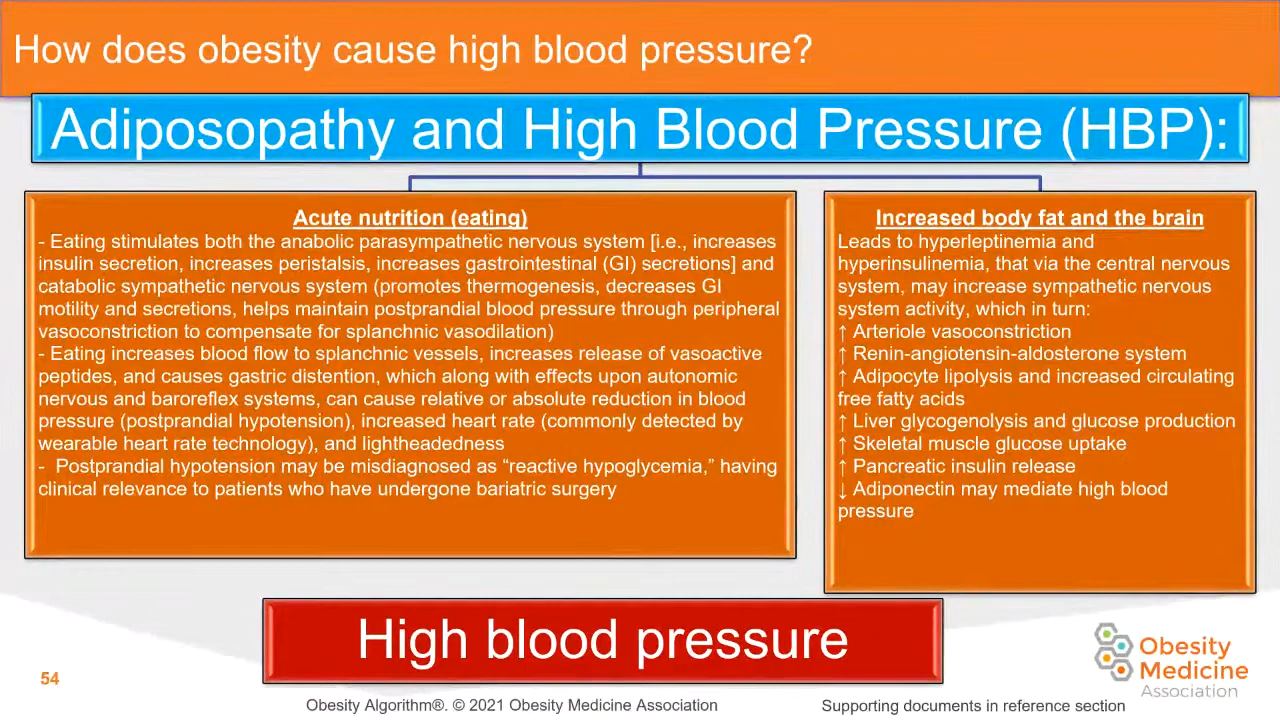 How does obesity cause high blood pressure?
Adiposopathy and High Blood Pressure (HBP):
Acute nutrition (eating)
- Eating stimulates both the anabolic parasympathetic nervous system [i.e., increases
insulin secretion, increases peristalsis, increases gastrointestinal (GI) secretions] and
catabolic sympathetic nervous system (promotes thermogenesis, decreases GI
motility and secretions, helps maintain postprandial blood pressure through peripheral
vasoconstriction to compensate for splanchnic vasodilation)
- Eating increases blood flow to splanchnic vessels, increases release of vasoactive
peptides, and causes gastric distention, which along with effects upon autonomic
nervous and baroreflex systems, can cause relative or absolute reduction in blood
pressure (postprandial hypotension), increased heart rate (commonly detected by
wearable heart rate technology), and lightheadedness
- Postprandial hypotension may be misdiagnosed as “reactive hypoglycemia,” having
clinical relevance to patients who have undergone bariatric surgery
Increased body fat and the brain
Leads to hyperleptinemia and
hyperinsulinemia, that via the central nervous
system, may increase sympathetic nervous
system activity, which in turn:
↑ Arteriole vasoconstriction
↑ Renin-angiotensin-aldosterone system
↑ Adipocyte lipolysis and increased circulating
free fatty acids
↑ Liver glycogenolysis and glucose production
↑ Skeletal muscle glucose uptake
↑ Pancreatic insulin release
↓ Adiponectin may mediate high blood
pressure
High blood pressure
54
Obesity Algorithm®. © 2021 Obesity Medicine Association
Supporting documents in reference section
Obesity
Medicine
Association